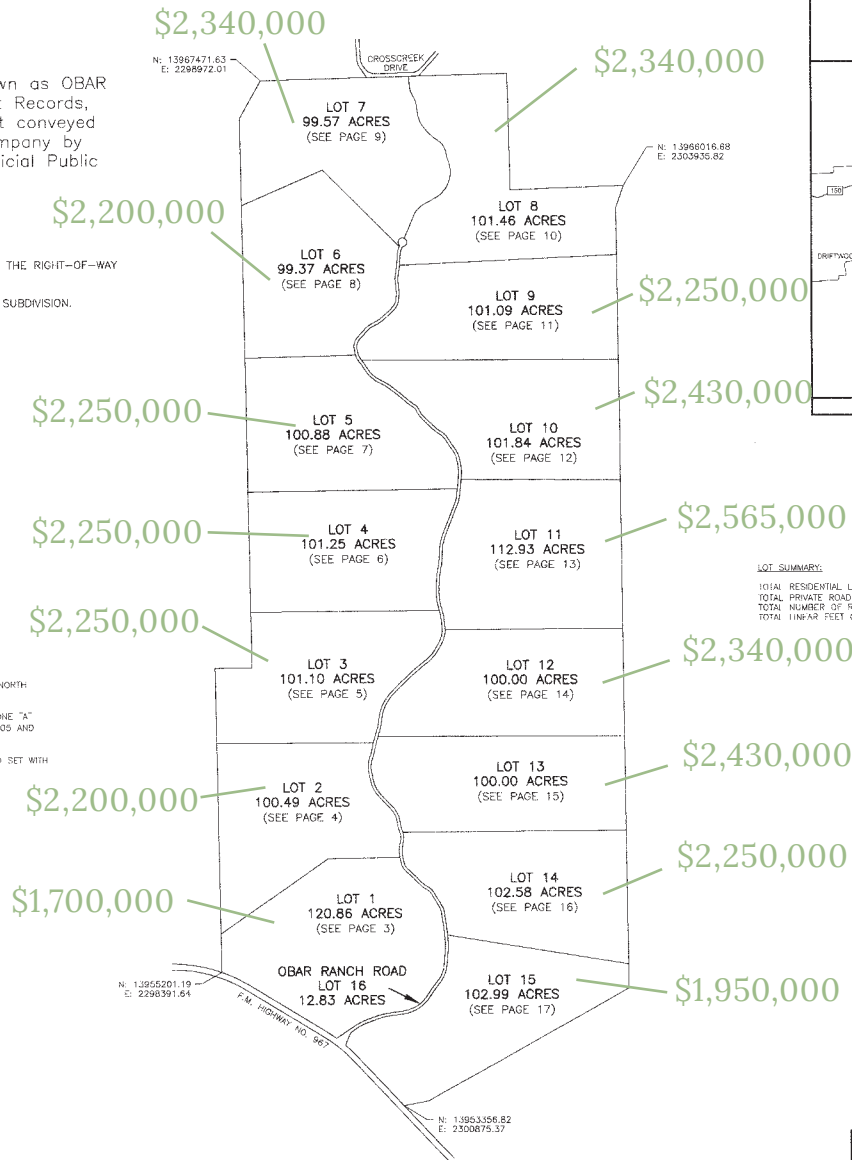 $2,340,000
N: 13967471.63
E: 2298972.01
CROSSCREEK
DRIVE
$2,340,000
wn as OBAR
t Records,
t conveyed
mpany by
icial Public
LOT 7
99.57 ACRES
(SEE PAGE 9)
N: 13966016.68
E: 2303935.82
150
$2,200,000
LOT 8
101.46 ACRES
(SEE PAGE 10)
THE RIGHT-OF-WAY
SUBDIVISION.
LOT 6
99.37 ACRES
(SEE PAGE 8)
DRIFTWOO
LOT 9
101.09 ACRES
(SEE PAGE 11)
$2,250,000
$2,250,000
LOT 5
100.88 ACRES
(SEE PAGE 7)
$2,430,000
LOT 10
101.84 ACRES
(SEE PAGE 12)
$2,250,000
LOT 4
101.25 ACRES
(SEE PAGE 6)
LOT 11
112.93 ACRES
(SEE PAGE 13)
$2,565,000
LOT SUMMARY:
TOTAL RESIDENTIAL L
TOTAL PRIVATE ROAD
TOTAL NUMBER OF R
TOTAL LINEAR FEET
$2,250,000
LOT 3
101.10 ACRES
(SEE PAGE 5)
LOT 12
100.00 ACRES
(SEE PAGE 14)
$2,340,000
NORTH
ONE "A"
05 AND
SET WITH
$2,200,000
LOT 2
100.49 ACRES
(SEE PAGE 4)
LOT 13
100.00 ACRES
(SEE PAGE 15)
$2,430,000
$1,700,000
LOT 1
120.86 ACRES
(SEE PAGE 3)
LOT 14
102.58 ACRES
(SEE PAGE 16)
$2,250,000
N: 13955201.19
E: 2298391.64
F.M. HIGHWAY NO. 967
OBAR RANCH ROAD
LOT 16
12.83 ACRES
LOT 15
102.99 ACRES
(SEE PAGE 17)
$1,950,000
N: 13953356.82
E: 2300875.37